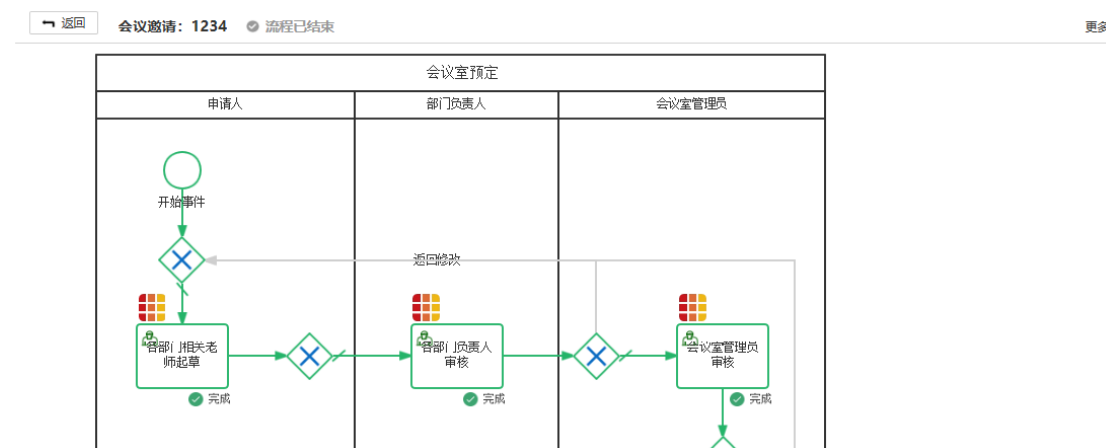 返回
会议邀请：1234
流程已结束
更多
会议室预定
申请人
部门负责人
会议室管理员
开始事件
返回修改
各部门相关老
师起草
完成
部门负责人
审核
完成
会议室管理员
审核
完成